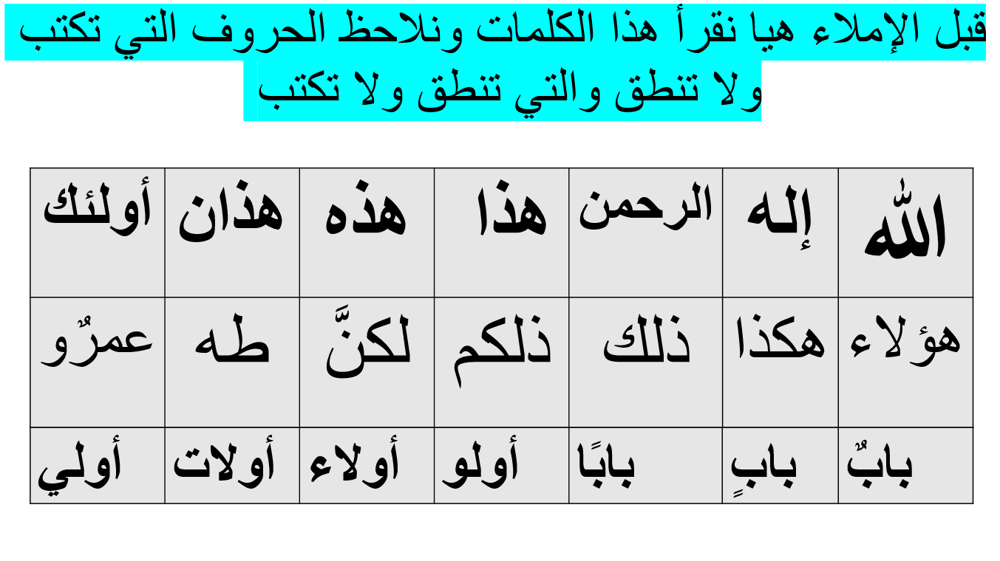 قبل الإملاء هيا نقرأ هذا الكلمات ونلاحظ الحروف التي تكتب
ولا تنطق والتي تنطق ولا تكتب
الله إله الرحمن هذا هذه هذان أولئك
هؤلاء هكذا ذلك ذلكم لكنَّ طه عمرٌو
بابٌ بابٍ بابًا أولو أولاء أولات أولي